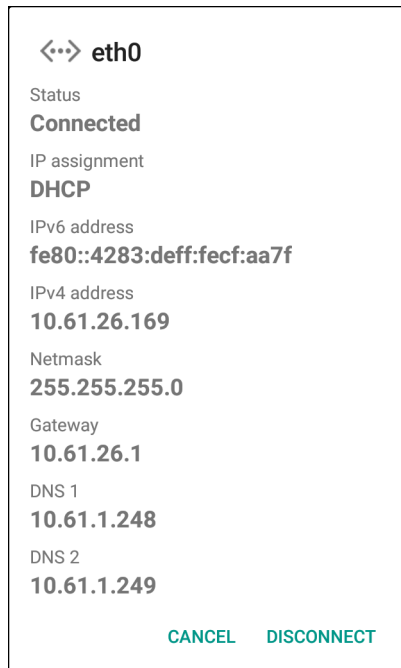 eth0
Status
Connected
IP assignment
DHCP
IPv6 address
fe80::4283:deff:fecf:aa7f
IPv4 address
10.61.26.169
Netmask
255.255.255.0
Gateway
10.61.26.1
DNS 1
10.61.1.248
DNS 2
10.61.1.249
CANCEL DISCONNECT